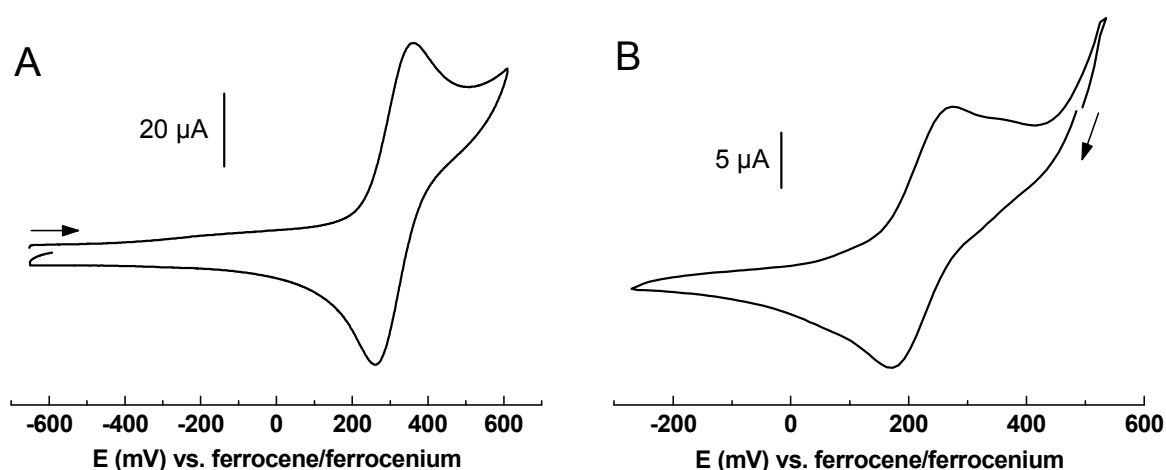 A
20 µA
-600 -400 -200 0 200 400 600
E (mV) vs. ferrocene/ferrocenium
B
5 µA
-200 0 200 400 600
E (mV) vs. ferrocene/ferrocenium